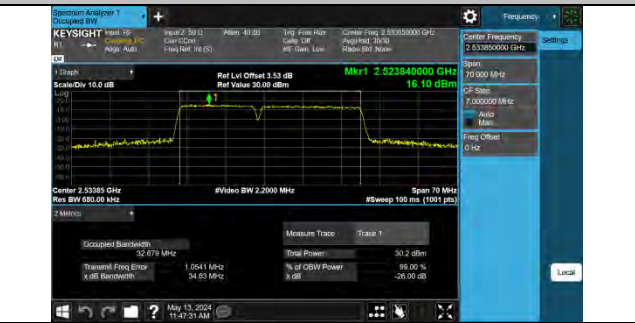 Spectrum Analyzer 1
Occupied BW
+
Frequency
KEYSIGHT Input: RF
Coupling: DC
Align: Auto
Input Z: 50 Ω
Corr CCorr
Freq Ref: Int (S)
Atten: 40 dB
Trig: Free Run
Gate: Off
#IF Gain: Low
Center Freq: 2.533850000 GHz
Avg|Hold: 30/30
Radio Std: None
Center Frequency
2.533850000 GHz
Settings
Span
70.000 MHz
CF Step
7.000000 MHz
Auto
Man
Freq Offset
0 Hz
LW
1 Graph
Scale/Div 10.0 dB
Ref Lvl Offset 3.53 dB
Ref Value 30.00 dBm
Mkr1 2.523840000 GHz
16.10 dBm
Log
1
Center 2.53385 GHz
Res BW 680.00 kHz
#Video BW 2.2000 MHz
Span 70 MHz
#Sweep 100 ms (1001 pts)
2 Metrics
Measure Trace Trace 1
Occupied Bandwidth
32.679 MHz
Total Power 30.2 dBm
Transmit Freq Error 1.0541 MHz
% of OBW Power 99.00 %
x dB Bandwidth 34.83 MHz
x dB -26.00 dB
Local
?
May 13, 2024
11:47:31 AM